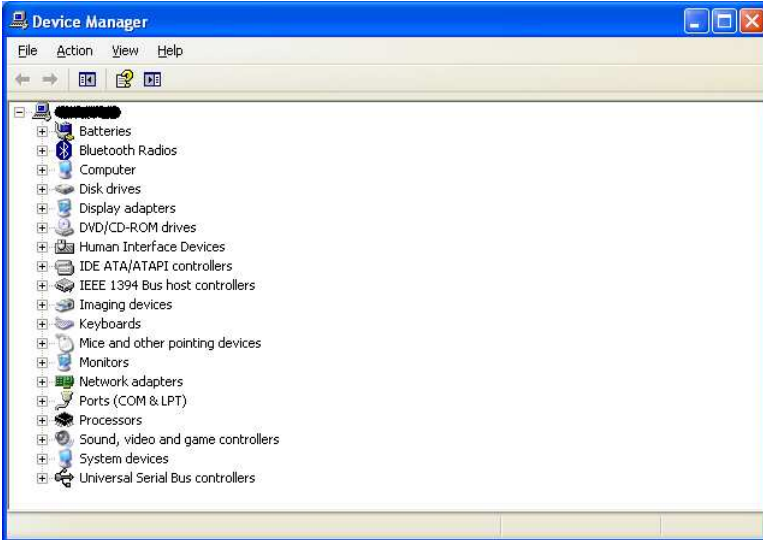 Device Manager
File Action View Help
Batteries
Bluetooth Radios
Computer
Disk drives
Display adapters
DVD/CD-ROM drives
Human Interface Devices
IDE ATA/ATAPI controllers
IEEE 1394 Bus host controllers
Imaging devices
Keyboards
Mice and other pointing devices
Monitors
Network adapters
Ports (COM & LPT)
Processors
Sound, video and game controllers
System devices
Universal Serial Bus controllers